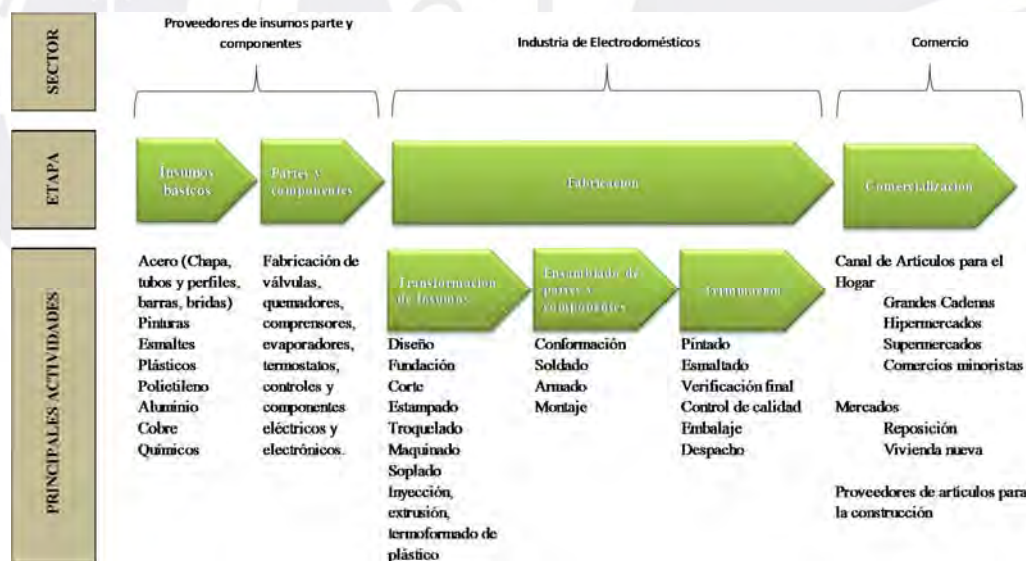 SECTOR
Proveedores de insumos parte y
componentes
Industria de Electrodomésticos
Comercio
ETAPA
Insumos
básicos
Partes y
componentes
Fabricacion
Comercialización
PRINCIPALES ACTIVIDADES
Acero (Chapa,
tubos y perfiles,
barras, bridas)
Pinturas
Esmaltes
Plásticos
Polietileno
Aluminio
Cobre
Químicos
Fabricación de
válvulas,
quemadores,
compresores,
evaporadores,
termostatos,
controles y
componentes
eléctricos y
electrónicos.
Transformación
de Insumos
Diseño
Fundación
Corte
Estampado
Troquelado
Maquinado
Soplado
Inyección,
extrusión,
termoformado de
plástico
Ensamblado de
partes y
componentes
Conformación
Soldado
Armado
Montaje
Terminación
Pintado
Esmaltado
Verificación final
Control de calidad
Embalaje
Despacho
Canal de Artículos para el
Hogar
Grandes Cadenas
Hipermercados
Supermercados
Comercios minoristas
Mercados
Reposición
Vivienda nueva
Proveedores de artículos para
la construcción